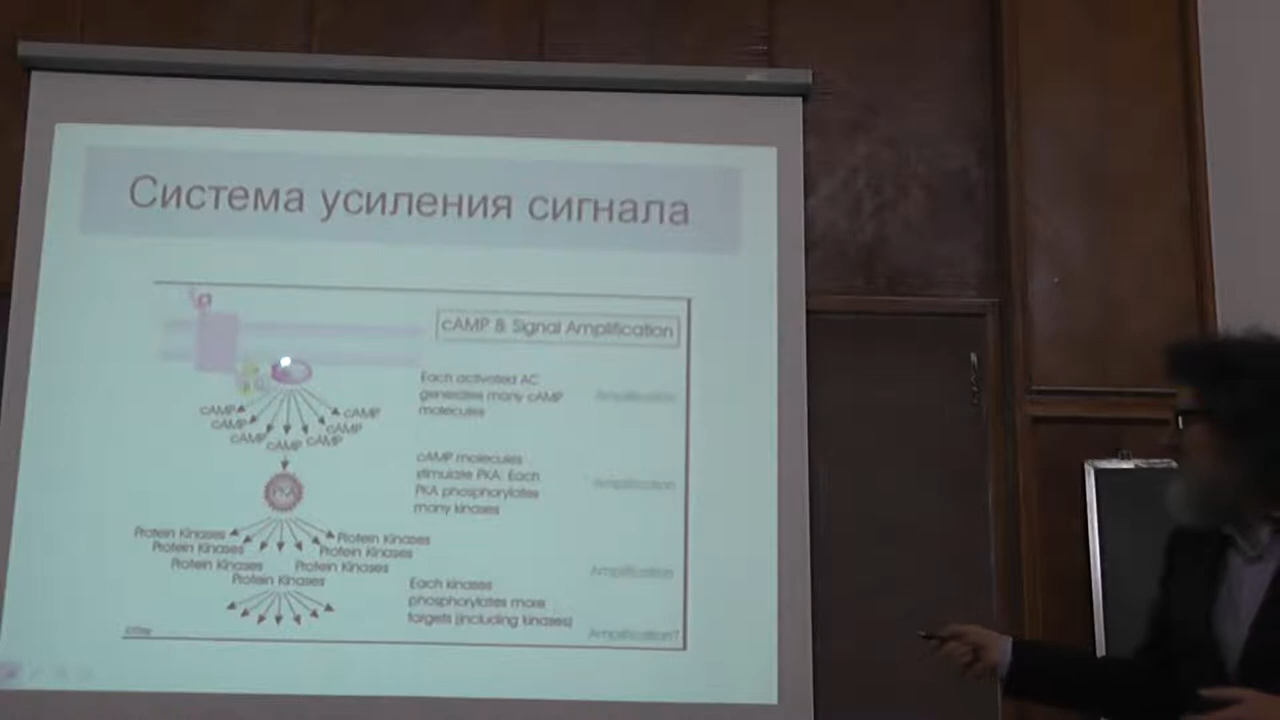 Система усиления сигнала
cAMP & Signal Amplification
Each activated AC
generates many cAMP
molecules
Amplification
cAMP
cAMP
cAMP
cAMP
cAMP
cAMP
cAMP
cAMP molecules
stimulate PKA. Each
PKA phosphorylates
many kinases
Amplification
PKA
Protein Kinases
Protein Kinases
Protein Kinases
Protein Kinases
Protein Kinases
Protein Kinases
Protein Kinases
Amplification
Each kinases
phosphorylates more
targets (including kinases)
Amplification?